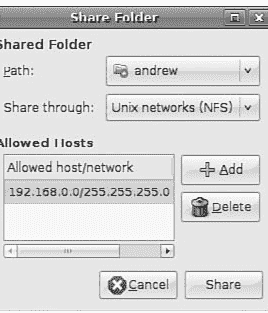 Share Folder
Shared Folder
Path: andrew
Share through: Unix networks (NFS)
Allowed Hosts
Allowed host/network
192.168.0.0/255.255.255.0
Add
Delete
Cancel Share